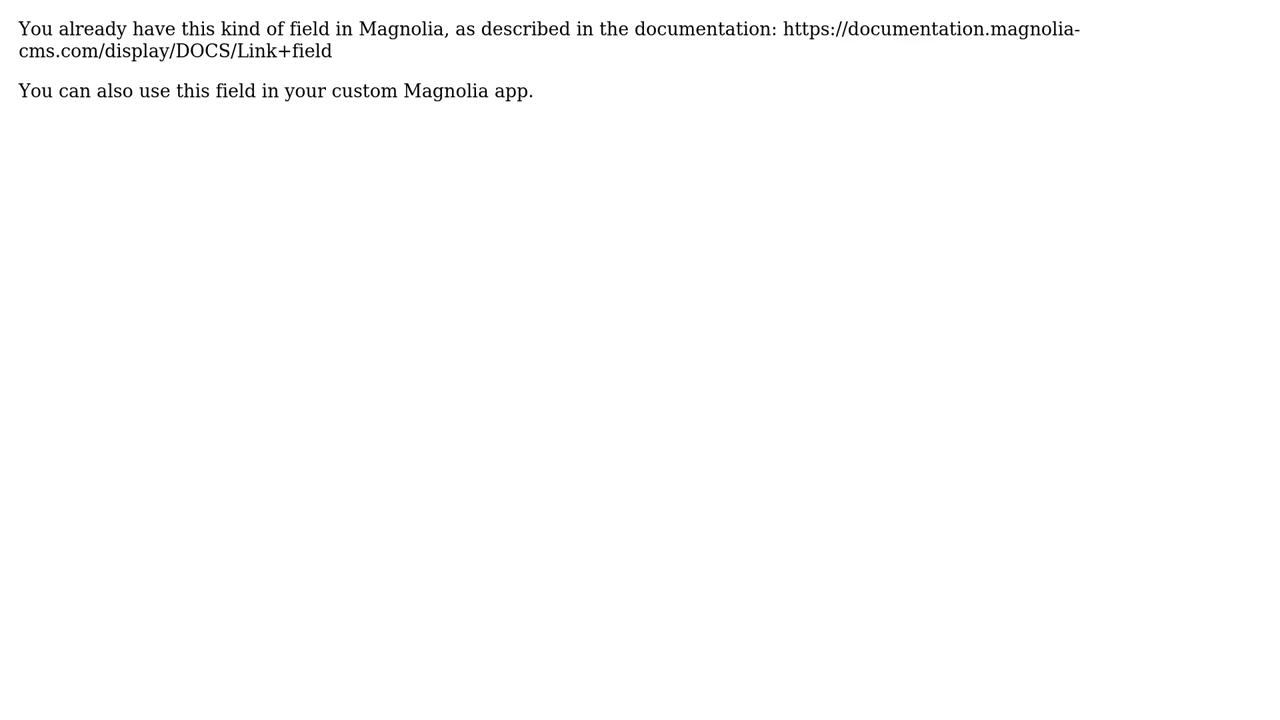 You already have this kind of field in Magnolia, as described in the documentation: https://documentation.magnolia-
cms.com/display/DOCS/Link+field
You can also use this field in your custom Magnolia app.